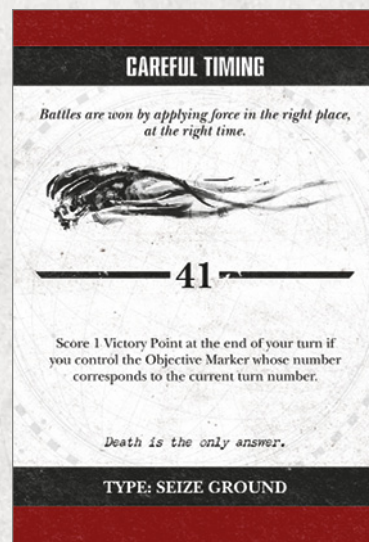 CAREFUL TIMING
Battles are won by applying force in the right place,
at the right time.
41
Score 1 Victory Point at the end of your turn if
you control the Objective Marker whose number
corresponds to the current turn number.
Death is the only answer.
TYPE: SEIZE GROUND